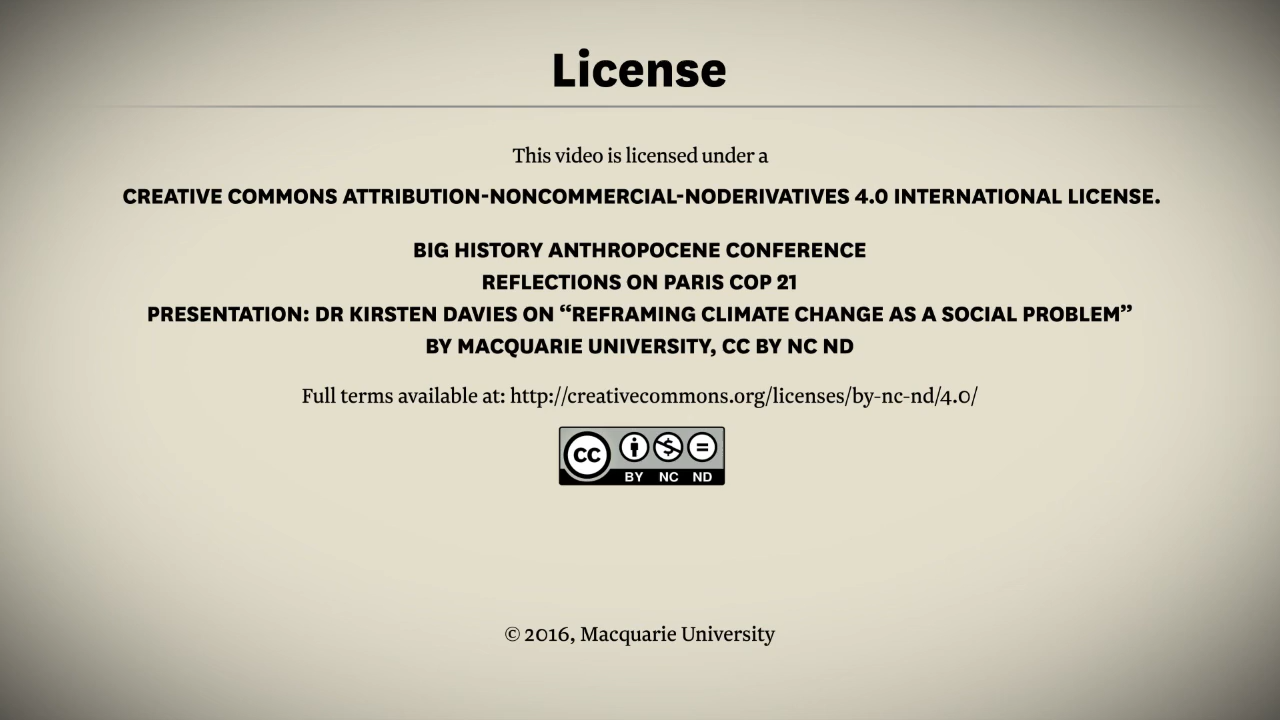 License
This video is licensed under a
CREATIVE COMMONS ATTRIBUTION-NONCOMMERCIAL-NODERIVATIVES 4.0 INTERNATIONAL LICENSE.
BIG HISTORY ANTHROPOCENE CONFERENCE
REFLECTIONS ON PARIS COP 21
PRESENTATION: DR KIRSTEN DAVIES ON “REFRAMING CLIMATE CHANGE AS A SOCIAL PROBLEM”
BY MACQUARIE UNIVERSITY, CC BY NC ND
Full terms available at: http://creativecommons.org/licenses/by-nc-nd/4.0/
CC
BY NC ND
© 2016, Macquarie University